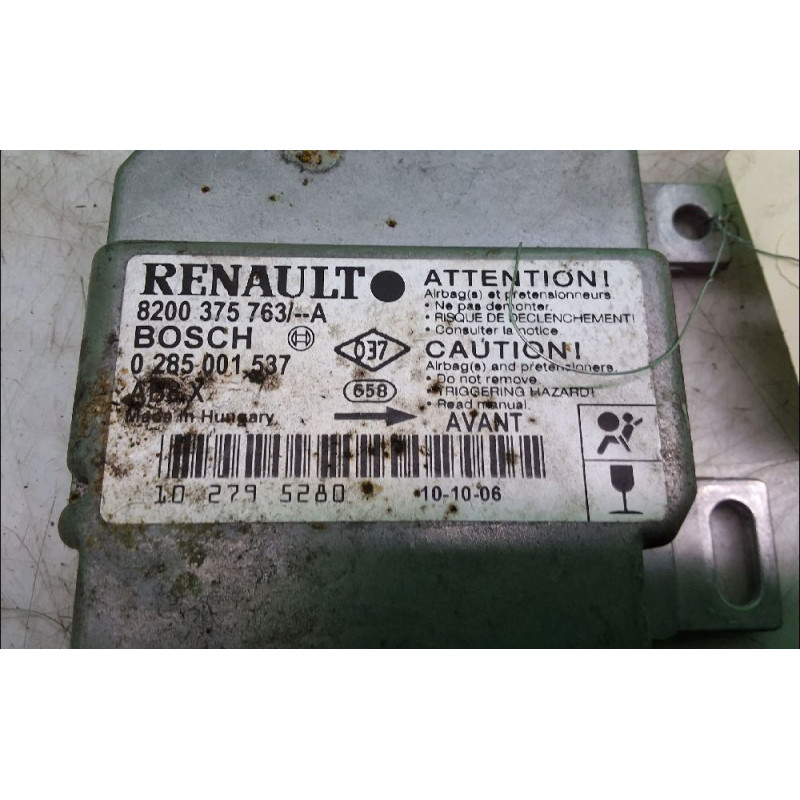 RENAULT
8200 375 763/--A
BOSCH
0 285 001 537
Made in Hungary
037
658
ATTENTION!
Airbag(s) et pretensionneurs.
• Ne pas demonter.
• RISQUE DE DECLENCHEMENT!
• Consulter la notice.
CAUTION!
Airbag(s) and pretensioners.
• Do not remove.
• TRIGGERING HAZARD!
• Read manual.
AVANT
10 279 5280
10-10-06